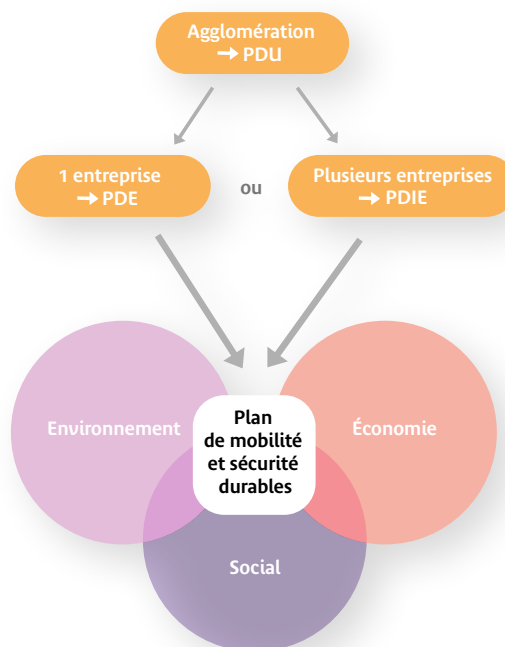 Agglomération
→ PDU
1 entreprise
→ PDE
ou
Plusieurs entreprises
→ PDIE
Environnement
Plan
de mobilité
et sécurité
durables
Économie
Social